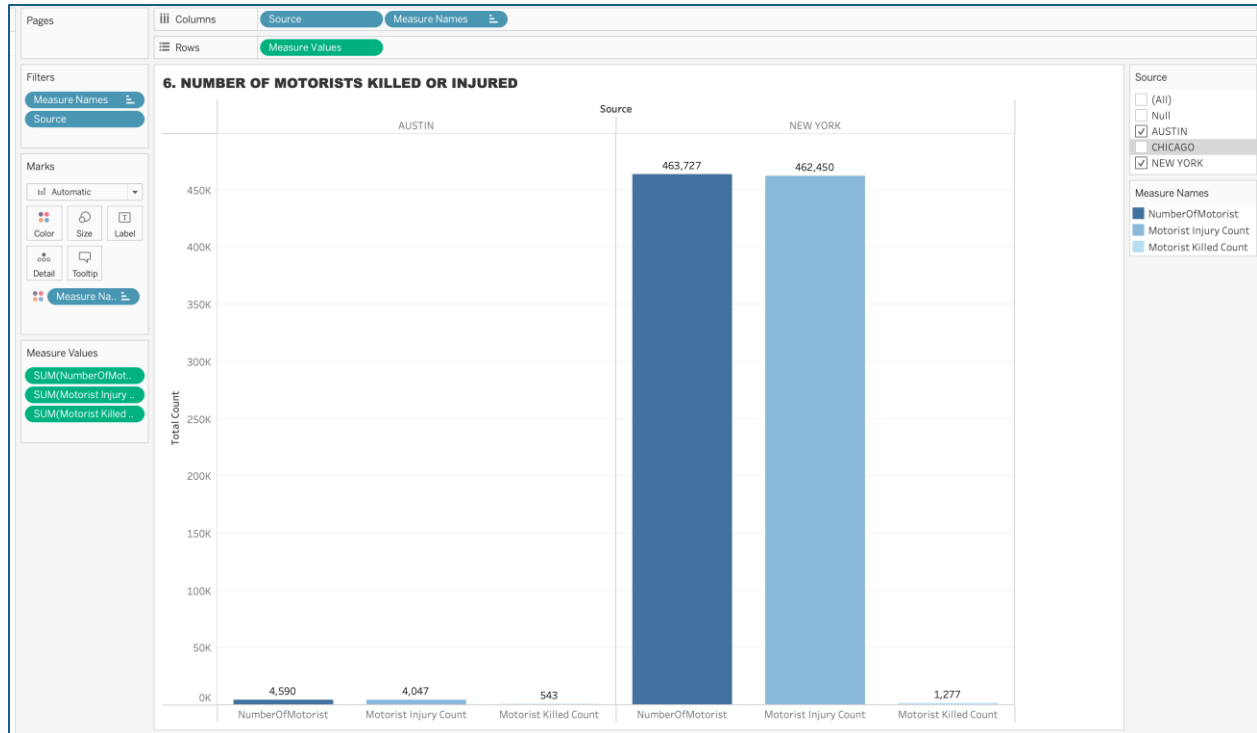 Pages
Columns
Source
Measure Names
Rows
Measure Values
Filters
Measure Names
Source
Marks
Automatic
Color
Size
Label
Detail
Tooltip
Measure Na..
Measure Values
SUM(NumberOfMot..
SUM(Motorist Injury ..
SUM(Motorist Killed ..
6. NUMBER OF MOTORISTS KILLED OR INJURED
Source
AUSTIN
NEW YORK
Total Count
450K
400K
350K
300K
250K
200K
150K
100K
50K
0K
4,590
4,047
543
463,727
462,450
1,277
NumberOfMotorist
Motorist Injury Count
Motorist Killed Count
NumberOfMotorist
Motorist Injury Count
Motorist Killed Count
Source
(All)
Null
AUSTIN
CHICAGO
NEW YORK
Measure Names
NumberOfMotorist
Motorist Injury Count
Motorist Killed Count